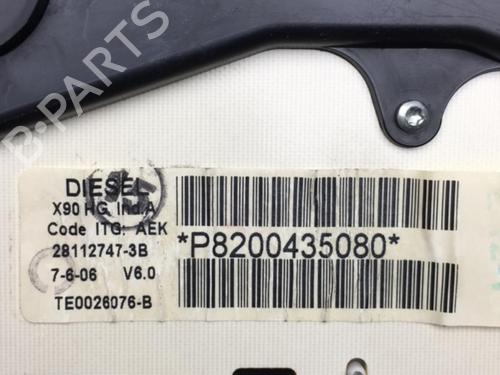 B-PARTS
DIESEL
X90 HG Ind.A
Code ITG: AEK
28112747-3B
7-6-06 V6.0
TE0026076-B
*P8200435080*